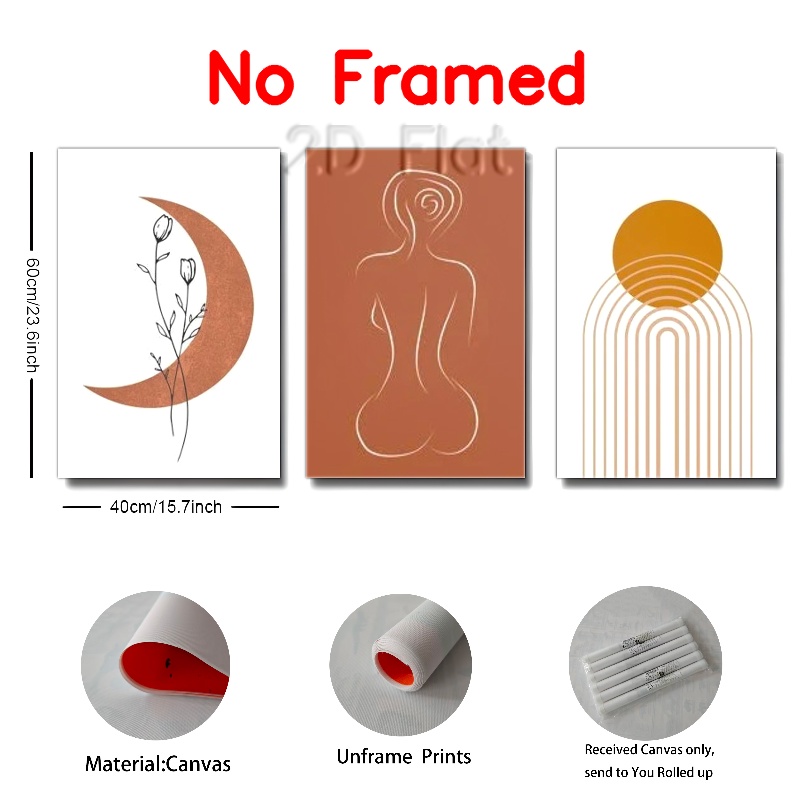 No Framed
2D Flat
60cm/23.6inch
40cm/15.7inch
Material:Canvas
Unframe Prints
Received Canvas only,
send to You Rolled up